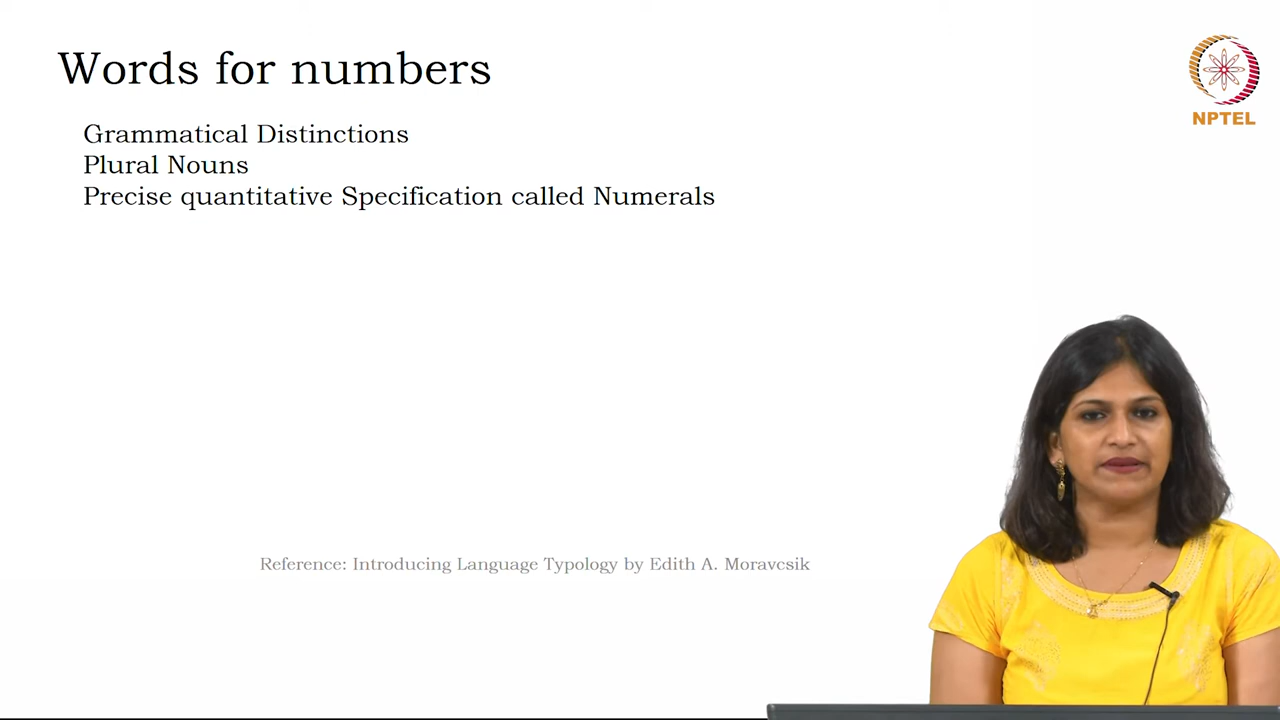 Words for numbers
NPTEL
Grammatical Distinctions
Plural Nouns
Precise quantitative Specification called Numerals
Reference: Introducing Language Typology by Edith A. Moravcsik